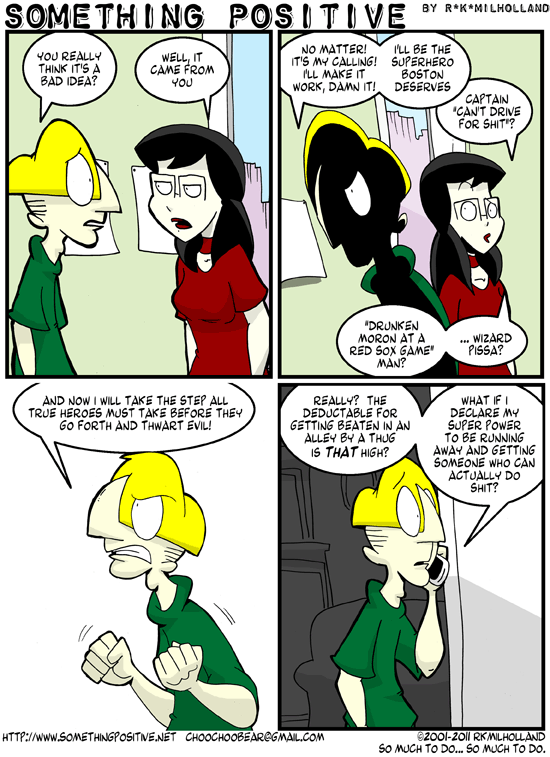 SOMETHING POSITIVE
BY R*K*MILHOLLAND
YOU REALLY
THINK IT'S A
BAD IDEA?
WELL, IT
CAME FROM
YOU
NO MATTER!
IT'S MY CALLING!
I'LL MAKE IT
WORK, DAMN IT!
I'LL BE THE
SUPERHERO
BOSTON
DESERVES
CAPTAIN
"CAN'T DRIVE
FOR SHIT"?
"DRUNKEN
MORON AT A
RED SOX GAME"
MAN?
... WIZARD
PISSA?
AND NOW I WILL TAKE THE STEP ALL
TRUE HEROES MUST TAKE BEFORE THEY
GO FORTH AND THWART EVIL!
REALLY? THE
DEDUCTABLE FOR
GETTING BEATEN IN AN
ALLEY BY A THUG
IS THAT HIGH?
WHAT IF I
DECLARE MY
SUPER POWER
TO BE RUNNING
AWAY AND GETTING
SOMEONE WHO CAN
ACTUALLY DO
SHIT?
HTTP://WWW.SOMETHINGPOSITIVE.NET CHOOCHOOBEAR@GMAIL.COM
©2001-2011 RKMILHOLLAND
SO MUCH TO DO... SO MUCH TO DO.